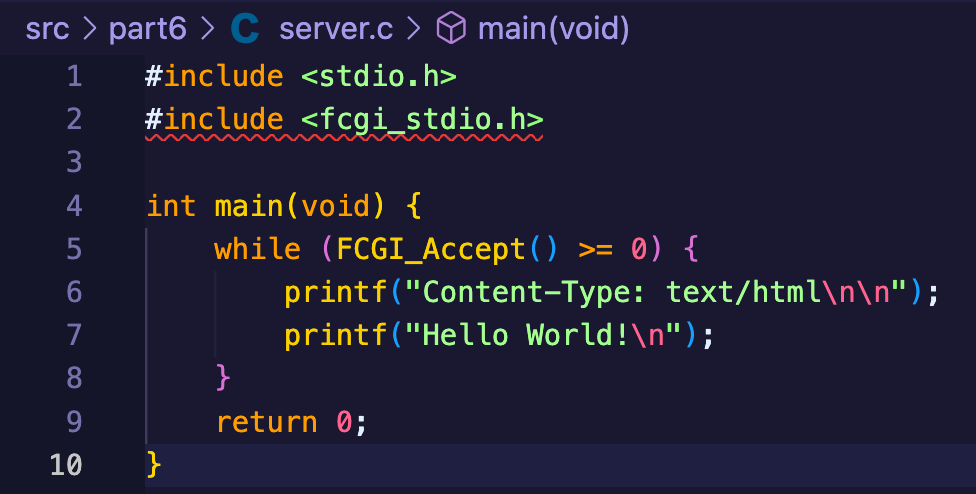 src > part6 > C server.c > main(void)
1 #include <stdio.h>
2 #include <fcgi_stdio.h>
3
4 int main(void) {
5     while (FCGI_Accept() >= 0) {
6         printf("Content-Type: text/html\n\n");
7         printf("Hello World!\n");
8     }
9     return 0;
10 }